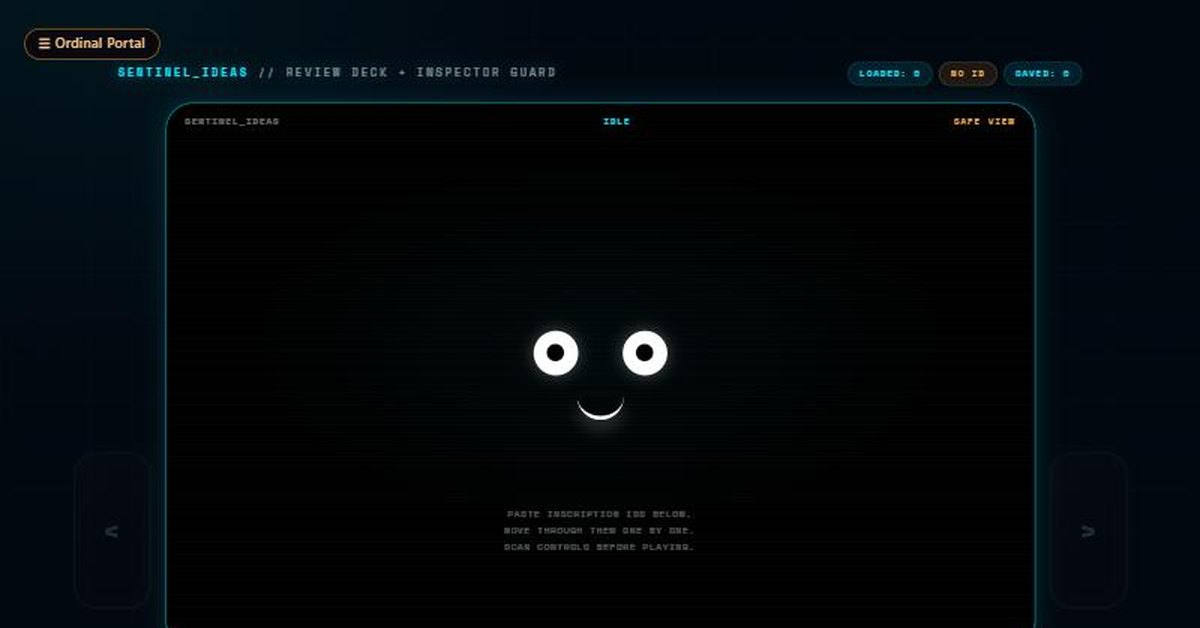 ☰ Ordinal Portal
SENTINEL_IDEAS // REVIEW DECK + INSPECTOR GUARD
LOADED: 0
NO ID
SAVED: 0
SENTINEL_IDEAS
IDLE
SAFE VIEW
PASTE INSCRIPTION IDS BELOW.
MOVE THROUGH THEM ONE BY ONE.
SCAN CONTROLS BEFORE PLAYING.
<
>